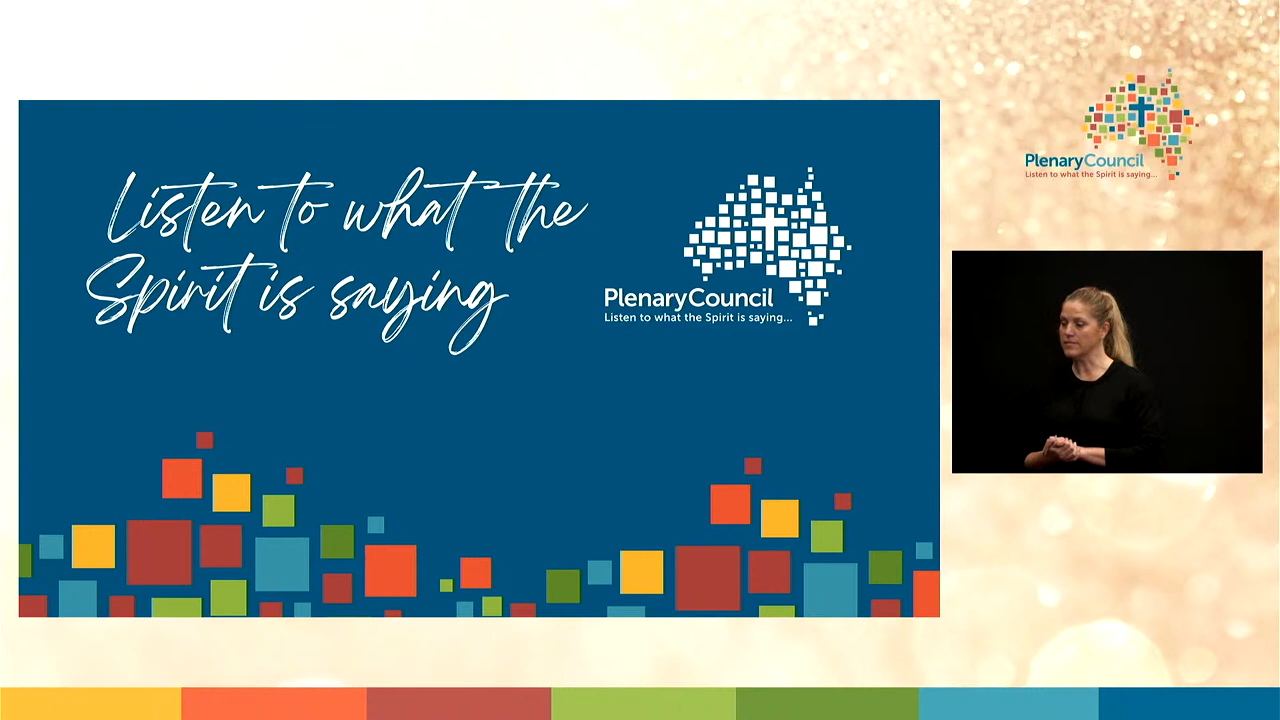 Listen to what the
Spirit is saying
PlenaryCouncil
Listen to what the Spirit is saying...
PlenaryCouncil
Listen to what the Spirit is saying...